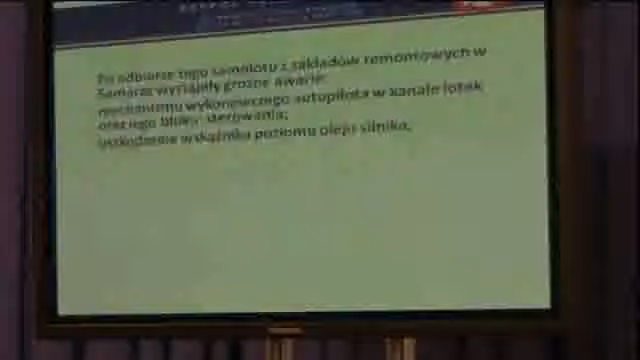 Po odbiorze tego samolotu z zakładów remontowych w
Samarze wystąpiły groźne awarie:
mechanizmu wykonawczego autopilota w kanale lotek
oraz jego bloku sterowania;
uszkodzenie wskaźnika poziomu oleju silnika,